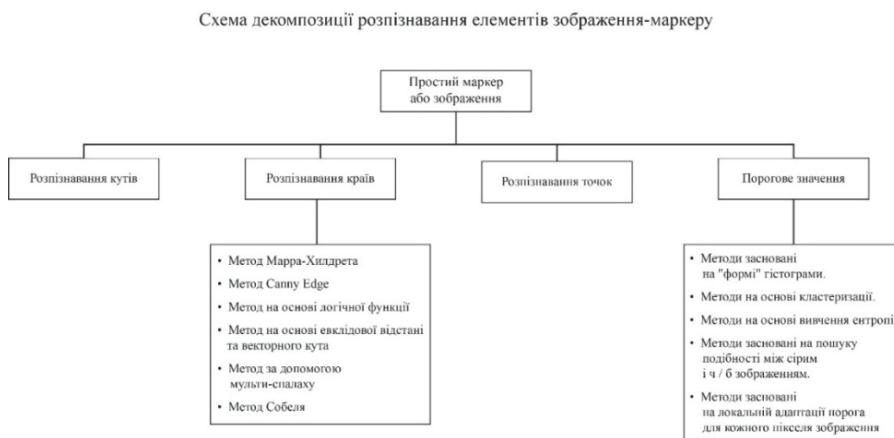 Схема декомпозиції розпізнавання елементів зображення-маркеру
Простий маркер
або зображення
Розпізнавання кутів
Розпізнавання країв
Розпізнавання точок
Порогове значення
• Метод Марра-Хилдрета
• Метод Canny Edge
• Метод на основі логічної функції
• Метод на основі евклідової відстані
та векторного кута
• Метод за допомогою
мульти-спалаху
• Метод Собеля
• Методи засновані
на "формі" гістограми.
• Методи на основі кластеризації.
• Методи на основі вивчення ентропі
• Методи засновані на пошуку
подібності між сірим
і ч / б зображенням.
• Методи засновані
на локальній адаптації порога
для кожного пікселя зображення